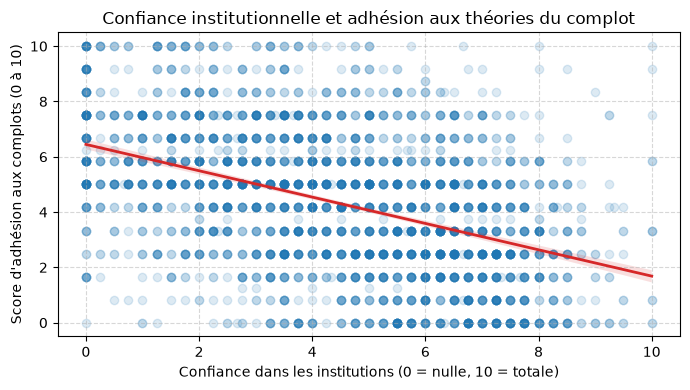 Confiance institutionnelle et adhésion aux théories du complot
Score d'adhésion aux complots (0 à 10)
10
8
6
4
2
0
0 2 4 6 8 10
Confiance dans les institutions (0 = nulle, 10 = totale)